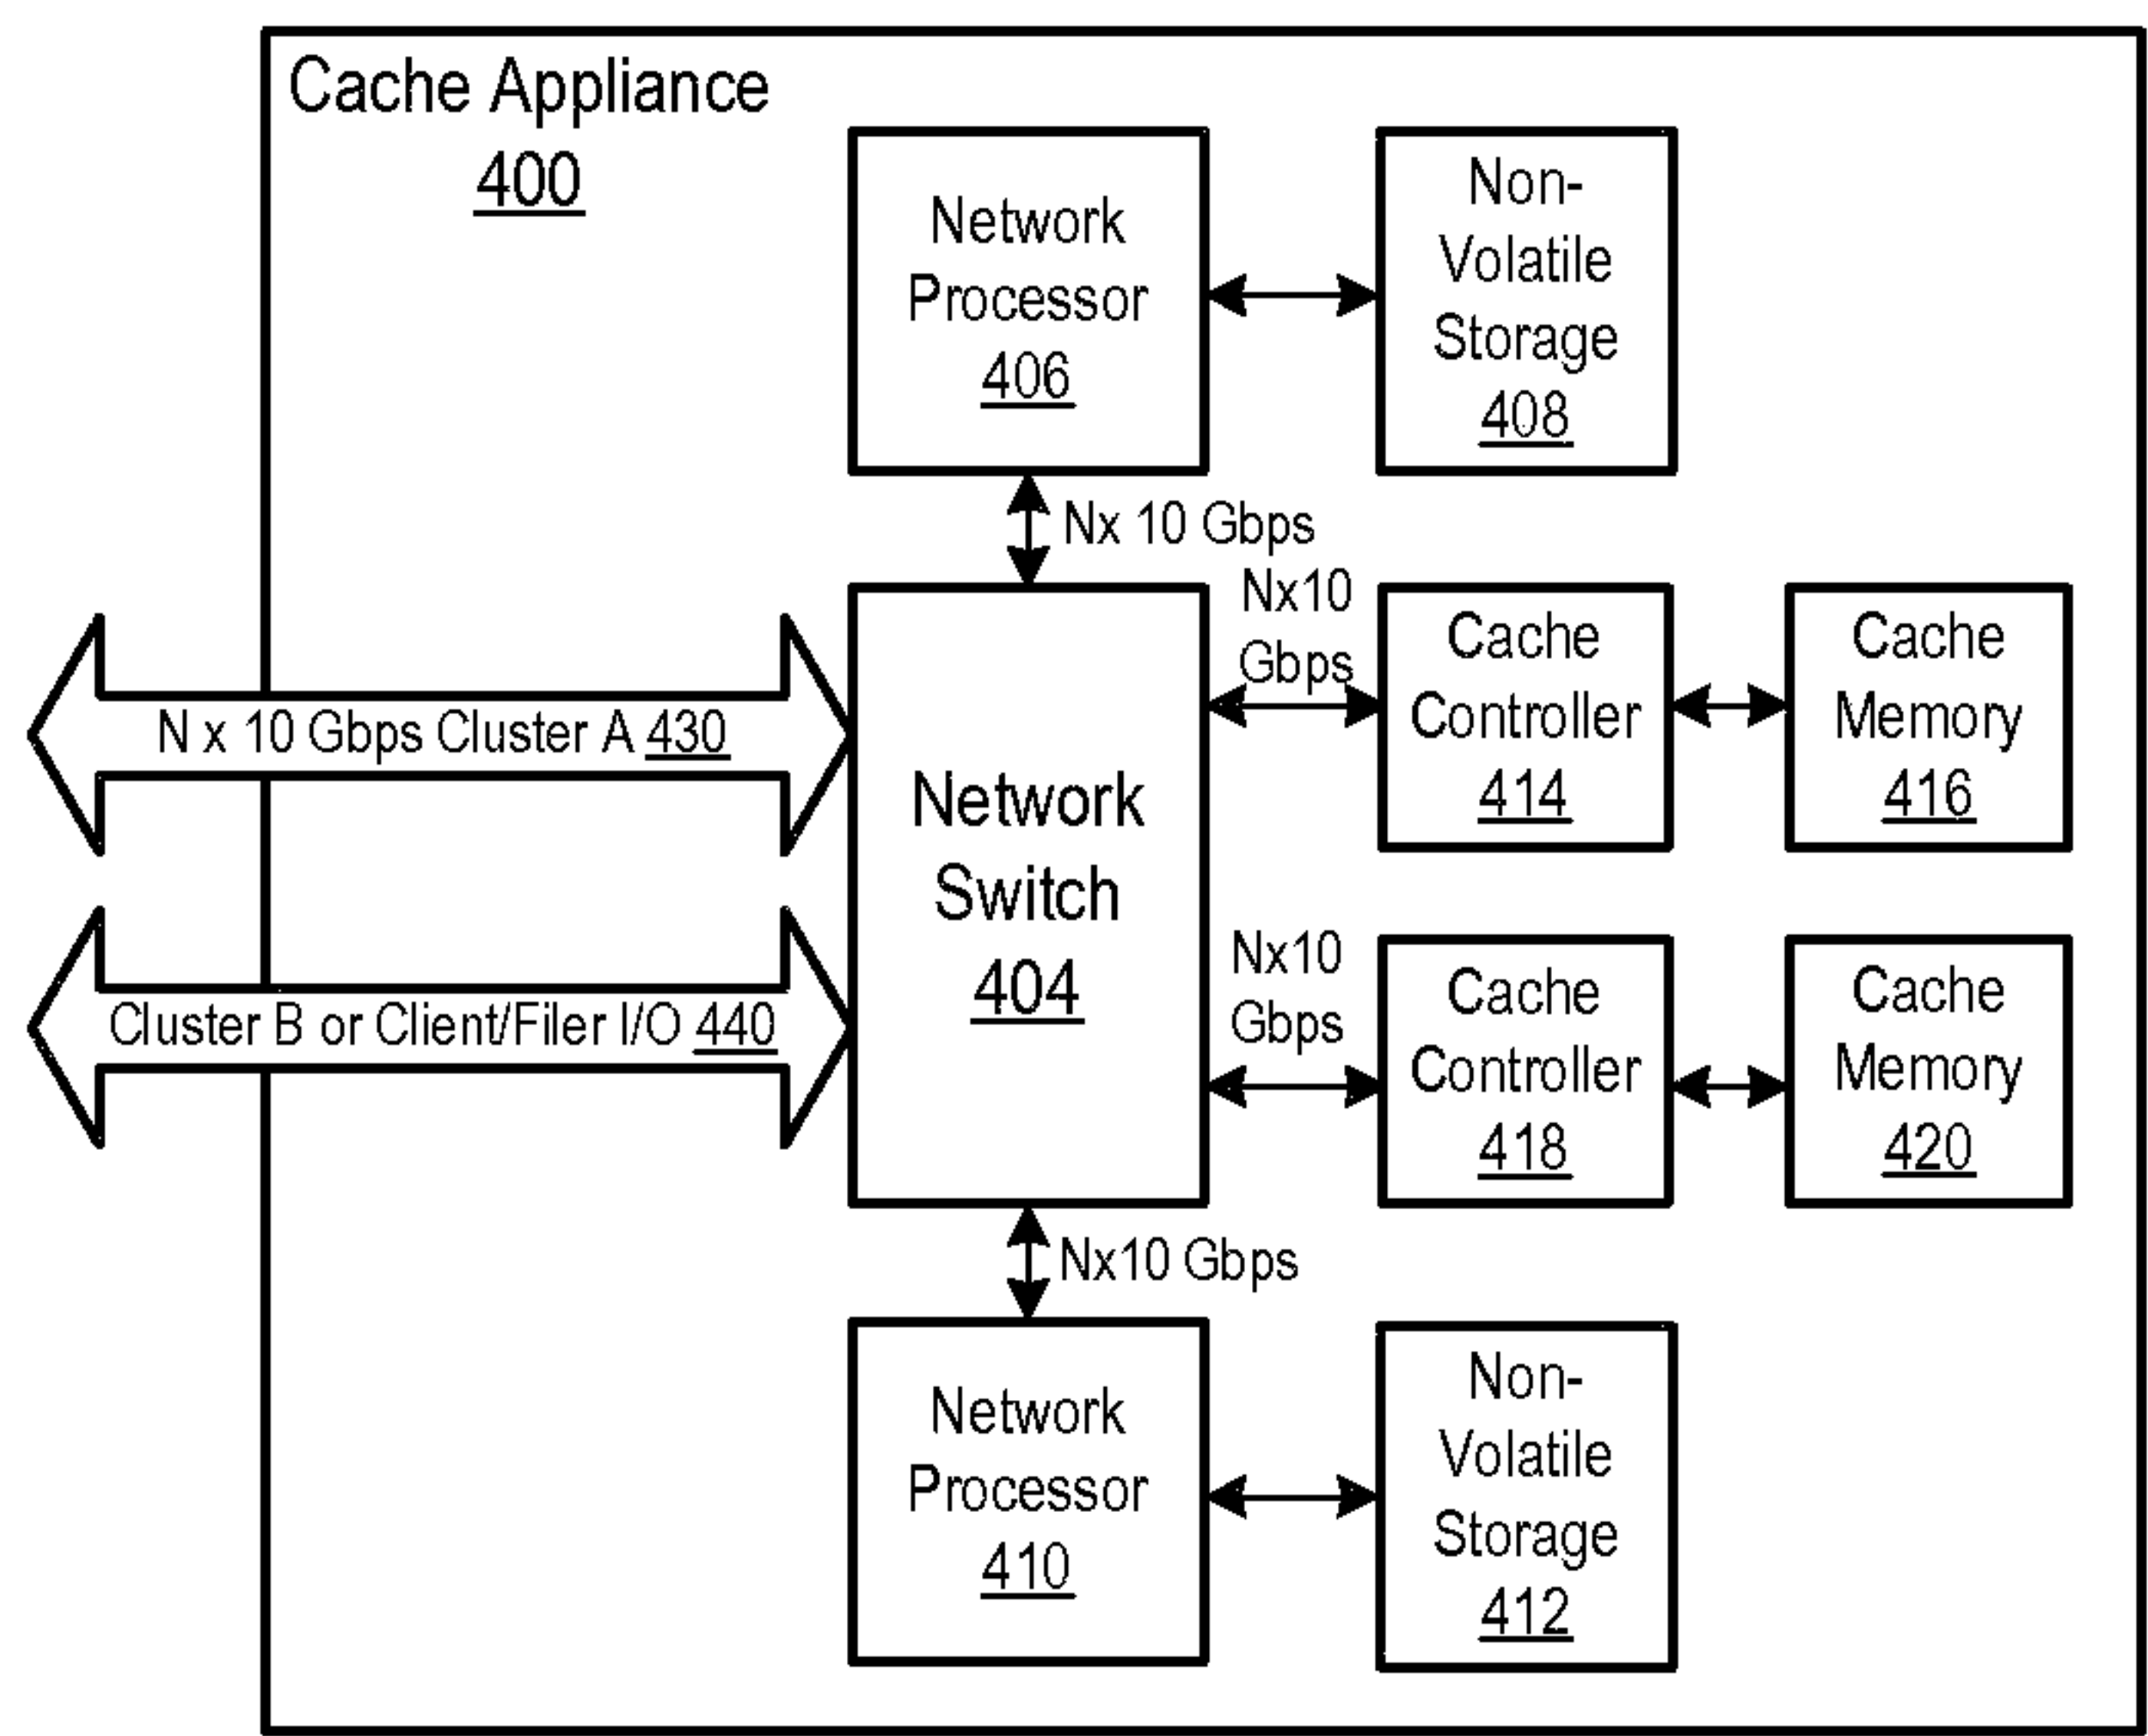 Cache Appliance
400
Network
Processor
406
Non-
Volatile
Storage
408
Nx 10 Gbps
N x 10 Gbps Cluster A 430
Cluster B or Client/Filer I/O 440
Network
Switch
404
Nx10
Gbps
Cache
Controller
414
Cache
Memory
416
Nx10
Gbps
Cache
Controller
418
Cache
Memory
420
Nx10 Gbps
Network
Processor
410
Non-
Volatile
Storage
412